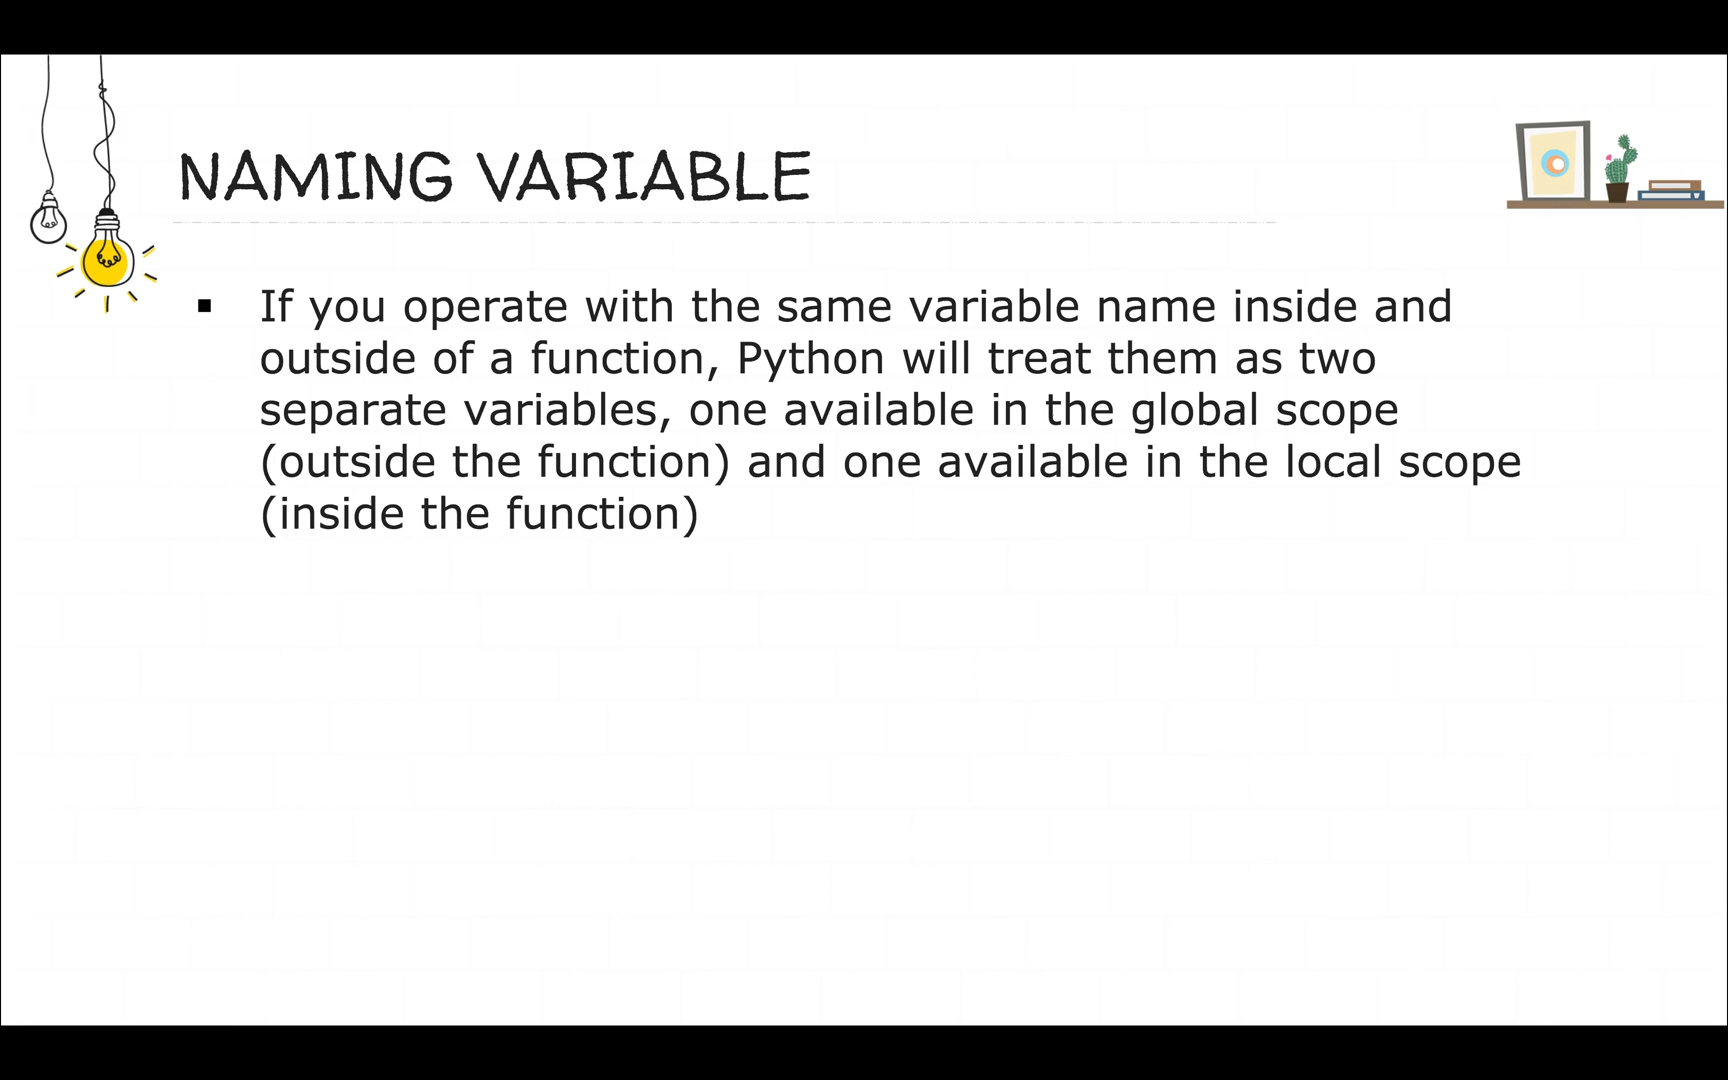 NAMING VARIABLE
▪ If you operate with the same variable name inside and
outside of a function, Python will treat them as two
separate variables, one available in the global scope
(outside the function) and one available in the local scope
(inside the function)